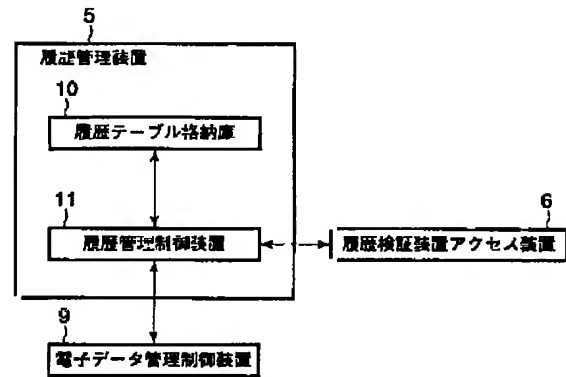 5
履歴管理装置
10
履歴テーブル格納庫
11
履歴管理制御装置
6
履歴検証装置アクセス装置
9
電子データ管理制御装置